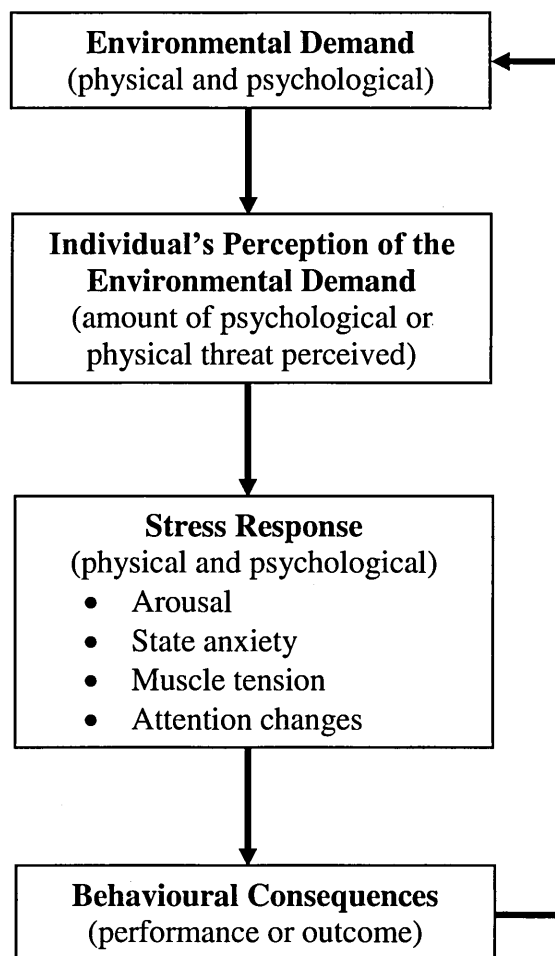 Environmental Demand
(physical and psychological)
Individual's Perception of the
Environmental Demand
(amount of psychological or
physical threat perceived)
Stress Response
(physical and psychological)
• Arousal
• State anxiety
• Muscle tension
• Attention changes
Behavioural Consequences
(performance or outcome)